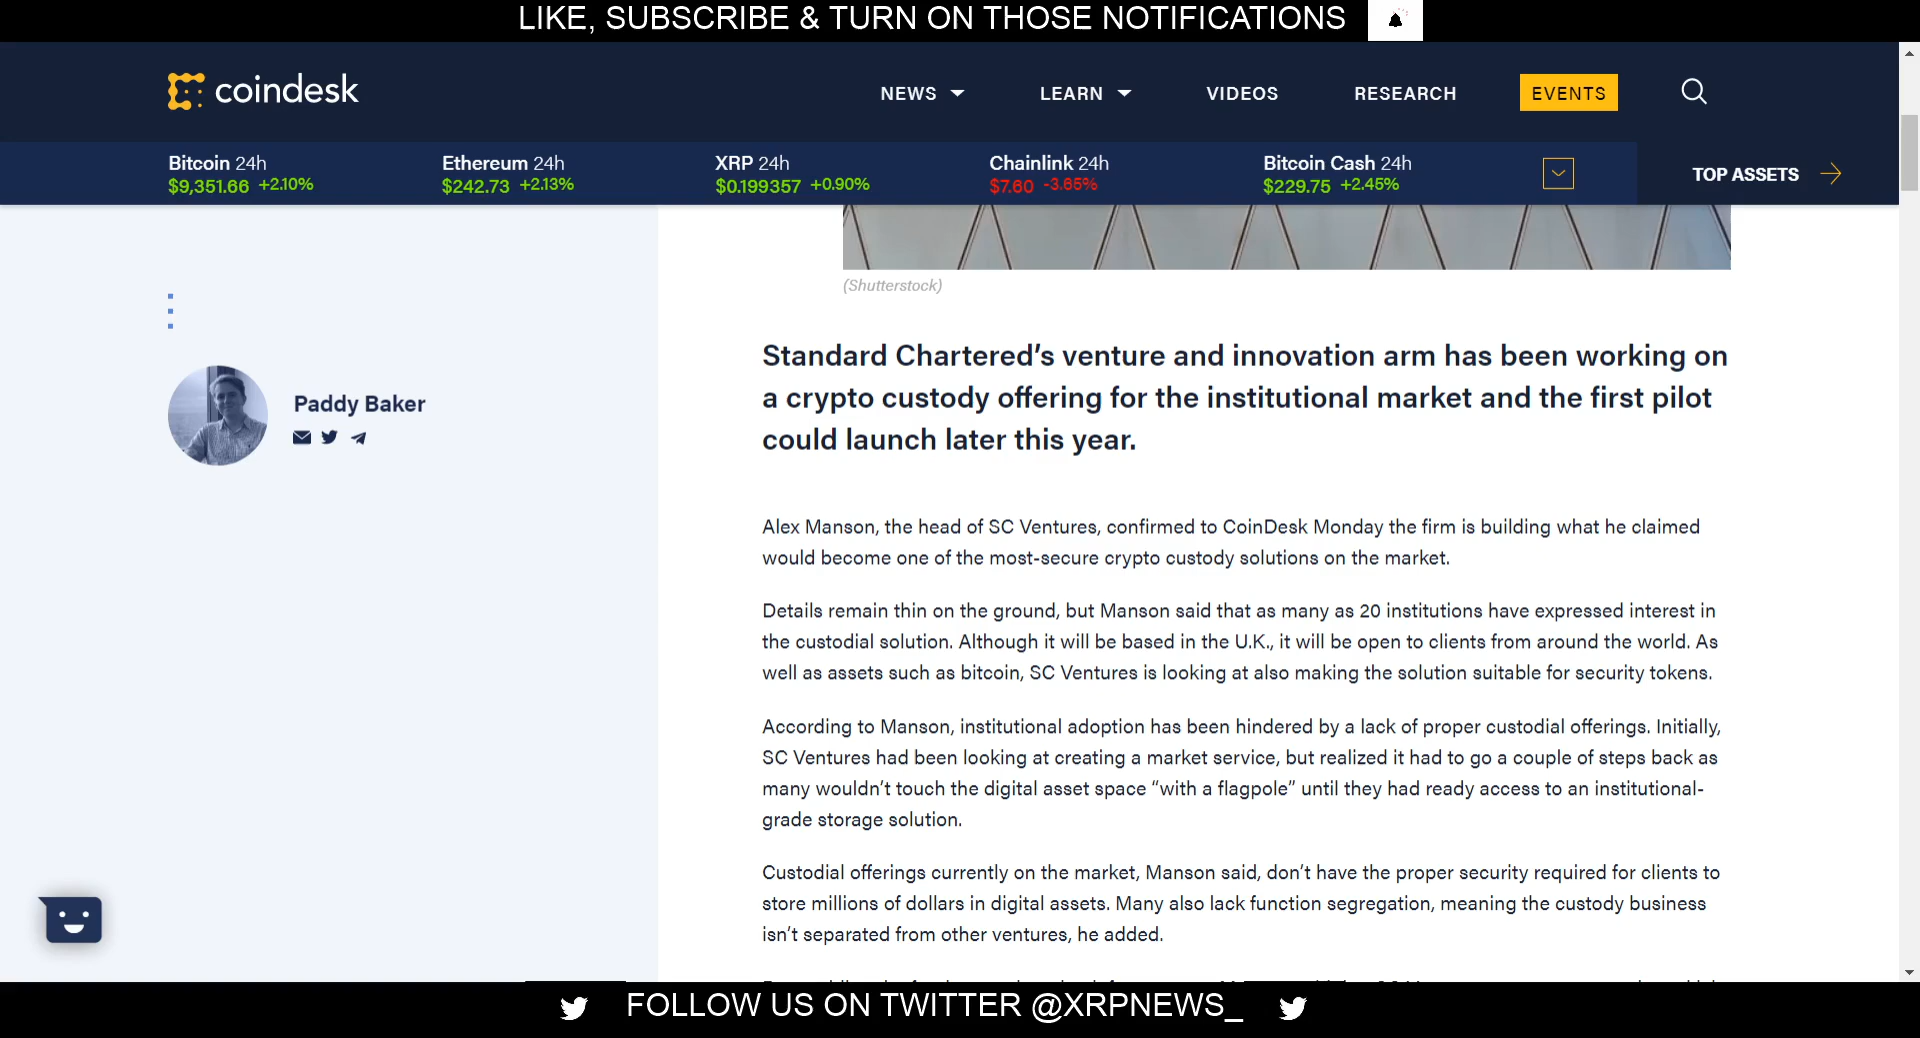 LIKE, SUBSCRIBE & TURN ON THOSE NOTIFICATIONS
coindesk
NEWS
LEARN
VIDEOS
RESEARCH
EVENTS
Bitcoin 24h
$9,351.66 +2.10%
Ethereum 24h
$242.73 +2.13%
XRP 24h
$0.199357 +0.90%
Chainlink 24h
$7.60 -3.65%
Bitcoin Cash 24h
$229.75 +2.45%
TOP ASSETS
(Shutterstock)
Paddy Baker
Standard Chartered’s venture and innovation arm has been working on
a crypto custody offering for the institutional market and the first pilot
could launch later this year.
Alex Manson, the head of SC Ventures, confirmed to CoinDesk Monday the firm is building what he claimed
would become one of the most-secure crypto custody solutions on the market.
Details remain thin on the ground, but Manson said that as many as 20 institutions have expressed interest in
the custodial solution. Although it will be based in the U.K., it will be open to clients from around the world. As
well as assets such as bitcoin, SC Ventures is looking at also making the solution suitable for security tokens.
According to Manson, institutional adoption has been hindered by a lack of proper custodial offerings. Initially,
SC Ventures had been looking at creating a market service, but realized it had to go a couple of steps back as
many wouldn’t touch the digital asset space “with a flagpole” until they had ready access to an institutional-
grade storage solution.
Custodial offerings currently on the market, Manson said, don’t have the proper security required for clients to
store millions of dollars in digital assets. Many also lack function segregation, meaning the custody business
isn’t separated from other ventures, he added.
FOLLOW US ON TWITTER @XRPNEWS_